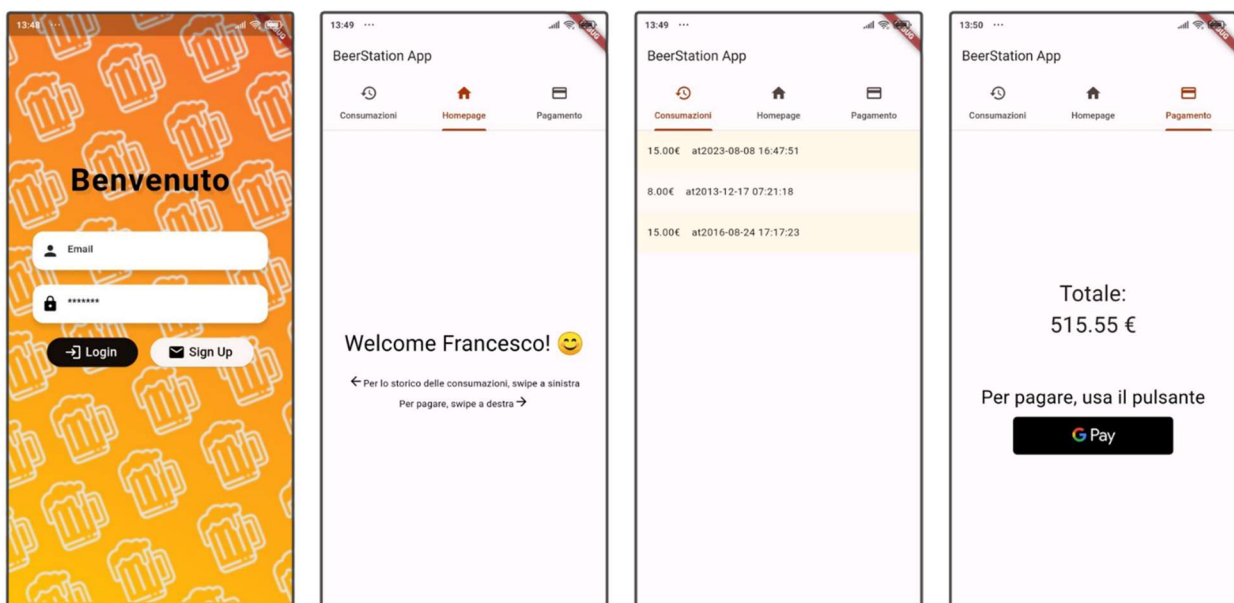 13:48 ...
Benvenuto
Email
*******
Login
Sign Up
13:49 ...
BeerStation App
Consumazioni
Homepage
Pagamento
Welcome Francesco! 😊
← Per lo storico delle consumazioni, swipe a sinistra
Per pagare, swipe a destra →
13:49 ...
BeerStation App
Consumazioni
Homepage
Pagamento
15.00€ at2023-08-08 16:47:51
8.00€ at2013-12-17 07:21:18
15.00€ at2016-08-24 17:17:23
13:50 ...
BeerStation App
Consumazioni
Homepage
Pagamento
Totale:
515.55 €
Per pagare, usa il pulsante
G Pay